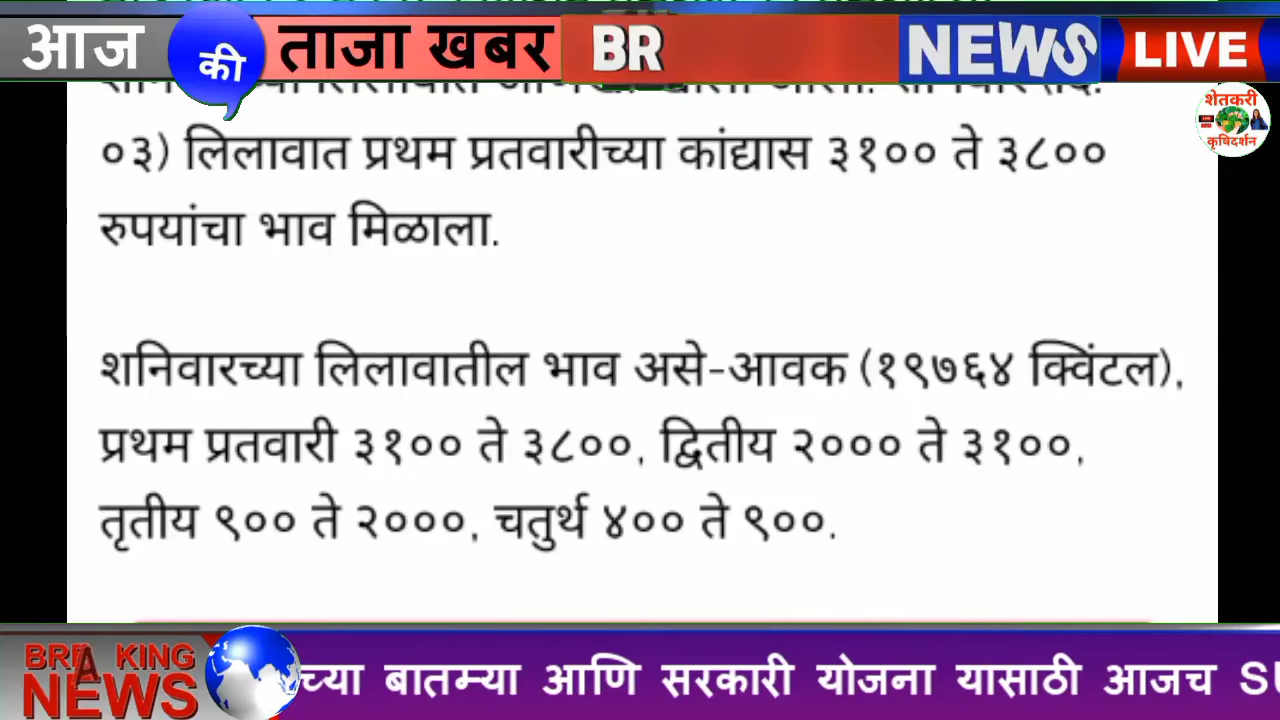 आज की ताजा खबर BR NEWS LIVE
शेतकरी
कृषिदर्शन
०३) लिलावात प्रथम प्रतवारीच्या कांद्यास ३१०० ते ३८००
रुपयांचा भाव मिळाला.
शनिवारच्या लिलावातील भाव असे-आवक (१९७६४ क्विंटल),
प्रथम प्रतवारी ३१०० ते ३८००, द्वितीय २००० ते ३१००,
तृतीय ९०० ते २०००, चतुर्थ ४०० ते ९००.
BREAKING
NEWS
च्या बातम्या आणि सरकारी योजना यासाठी आजच SU